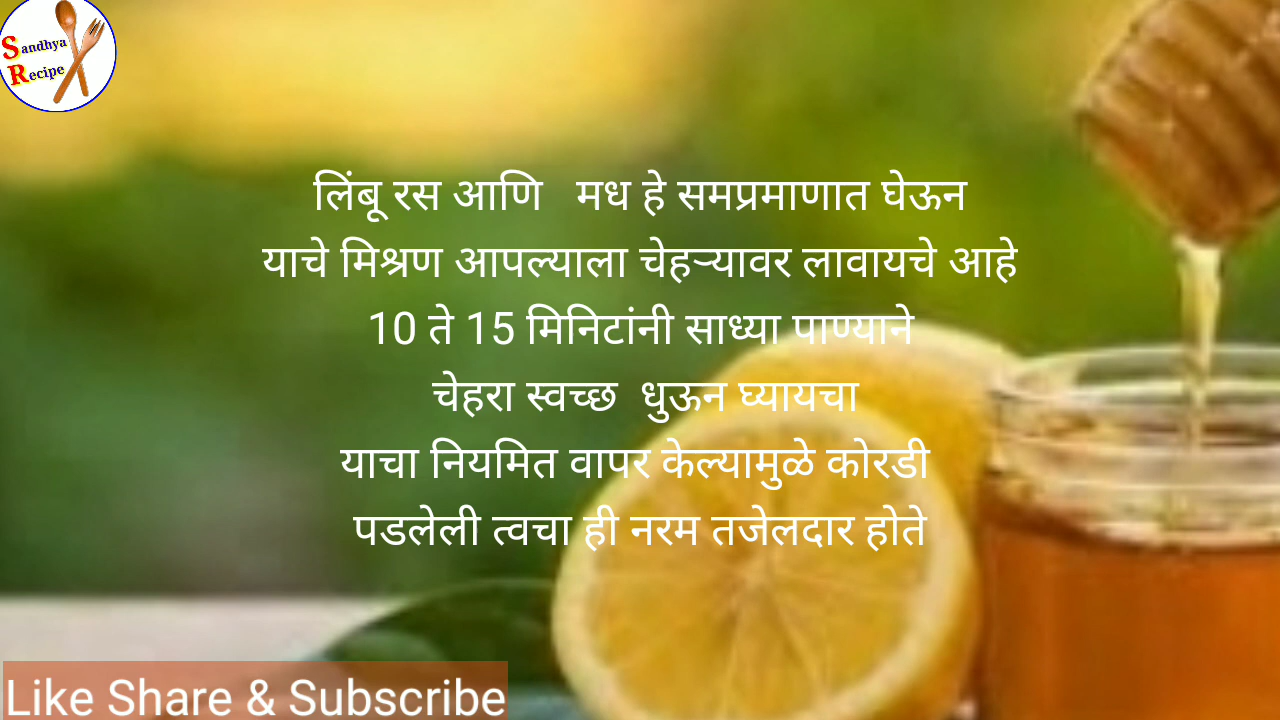 Sandhya
Recipe
लिंबू रस आणि   मध हे समप्रमाणात घेऊन
याचे मिश्रण आपल्याला चेहऱ्यावर लावायचे आहे
10 ते 15 मिनिटांनी साध्या पाण्याने
चेहरा स्वच्छ  धुऊन घ्यायचा
याचा नियमित वापर केल्यामुळे कोरडी
पडलेली त्वचा ही नरम तजेलदार होते
Like Share & Subscribe